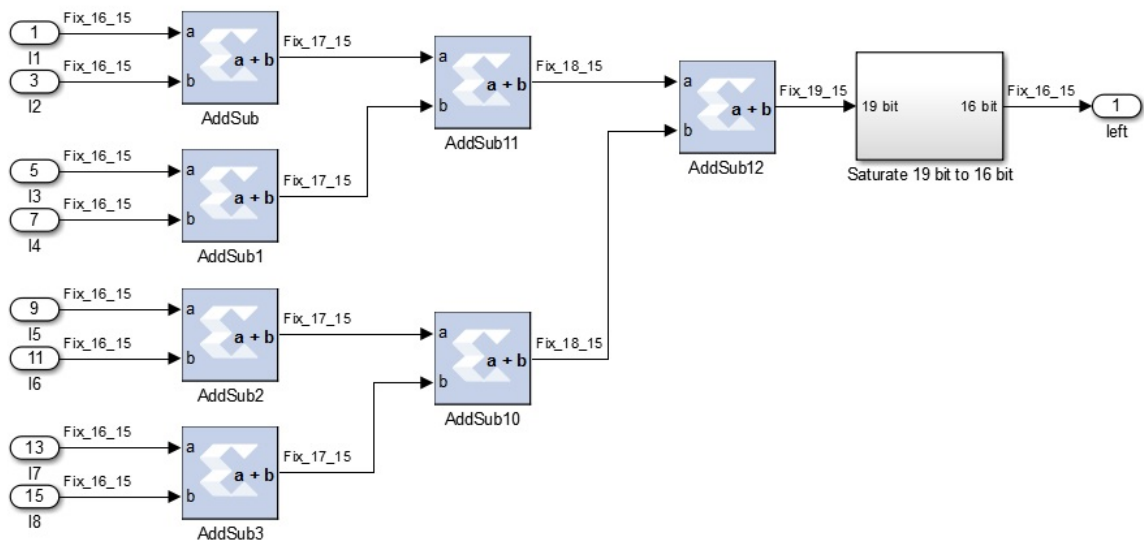 1
I1
Fix_16_15
3
I2
Fix_16_15
a
b
a + b
AddSub
Fix_17_15
5
I3
Fix_16_15
7
I4
Fix_16_15
a
b
a + b
AddSub1
Fix_17_15
a
b
a + b
AddSub11
Fix_18_15
9
I5
Fix_16_15
11
I6
Fix_16_15
a
b
a + b
AddSub2
Fix_17_15
13
I7
Fix_16_15
15
I8
Fix_16_15
a
b
a + b
AddSub3
Fix_17_15
a
b
a + b
AddSub10
Fix_18_15
a
b
a + b
AddSub12
Fix_19_15
19 bit
16 bit
Saturate 19 bit to 16 bit
Fix_16_15
1
left